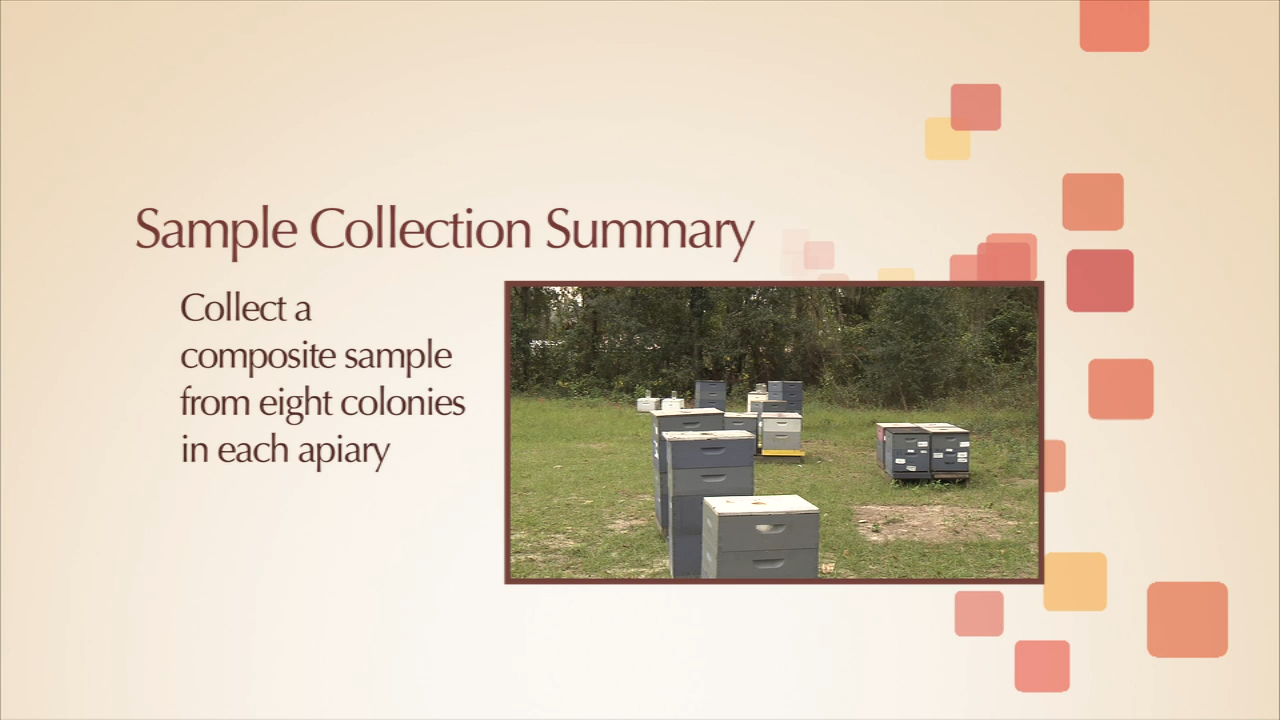 Sample Collection Summary
Collect a
composite sample
from eight colonies
in each apiary